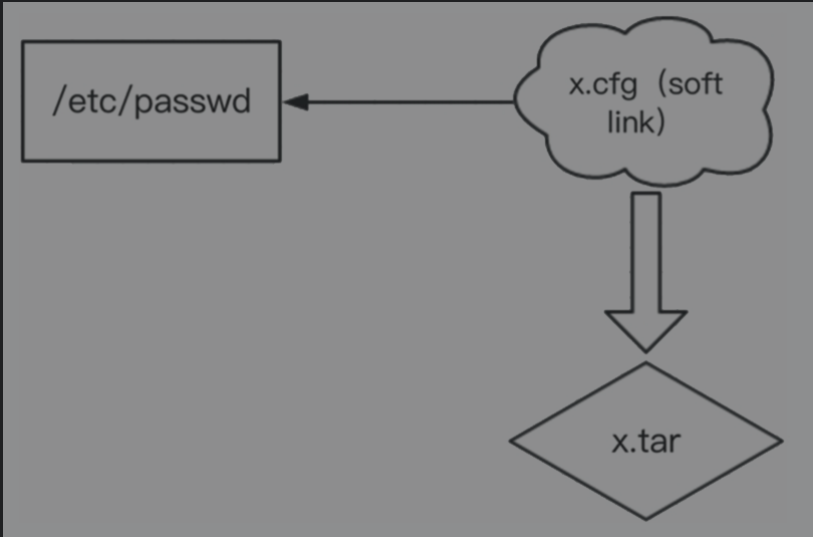 /etc/passwd
x.cfg（soft
link）
x.tar